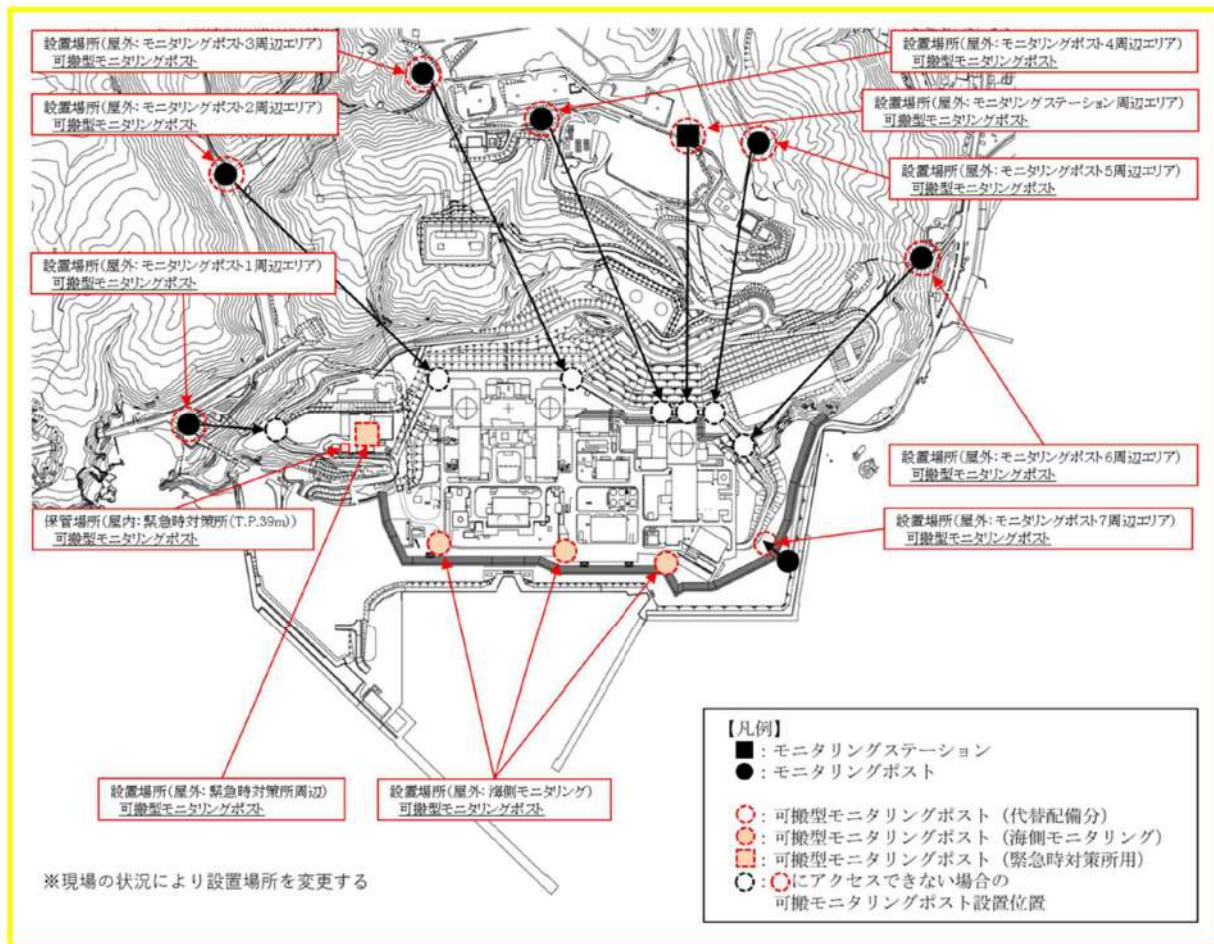 設置場所(屋外:モニタリングポスト3周辺エリア)
可搬型モニタリングポスト
設置場所(屋外:モニタリングポスト4周辺エリア)
可搬型モニタリングポスト
設置場所(屋外:モニタリングポスト2周辺エリア)
可搬型モニタリングポスト
設置場所(屋外:モニタリングステーション周辺エリア)
可搬型モニタリングポスト
設置場所(屋外:モニタリングポスト5周辺エリア)
可搬型モニタリングポスト
設置場所(屋外:モニタリングポスト1周辺エリア)
可搬型モニタリングポスト
設置場所(屋外:モニタリングポスト6周辺エリア)
可搬型モニタリングポスト
保管場所(屋内:緊急時対策所(T.P.39m))
可搬型モニタリングポスト
設置場所(屋外:モニタリングポスト7周辺エリア)
可搬型モニタリングポスト
設置場所(屋外:緊急時対策所周辺)
可搬型モニタリングポスト
設置場所(屋外:海側モニタリング)
可搬型モニタリングポスト
【凡例】
■:モニタリングステーション
●:モニタリングポスト
:可搬型モニタリングポスト(代替配備分)
:可搬型モニタリングポスト(海側モニタリング)
:可搬型モニタリングポスト(緊急時対策所用)
:◯にアクセスできない場合の
可搬モニタリングポスト設置位置
※現場の状況により設置場所を変更する